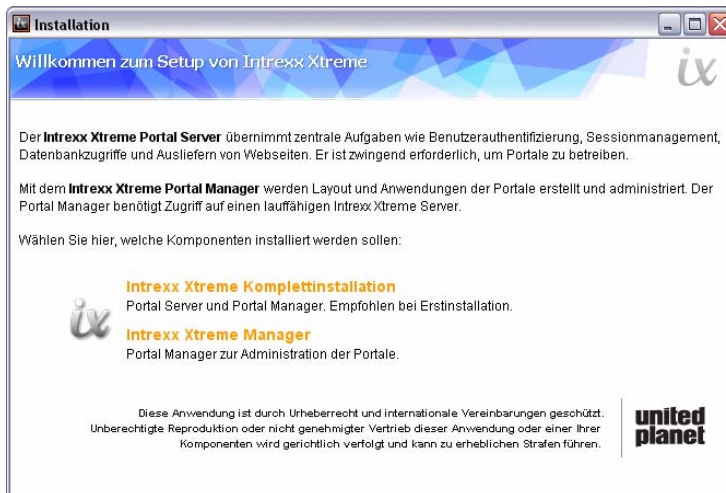 Installation
Willkommen zum Setup von Intrexx Xtreme
ix
Der Intrexx Xtreme Portal Server übernimmt zentrale Aufgaben wie Benutzerauthentifizierung, Sessionmanagement,
Datenbankzugriffe und Ausliefern von Webseiten. Er ist zwingend erforderlich, um Portale zu betreiben.
Mit dem Intrexx Xtreme Portal Manager werden Layout und Anwendungen der Portale erstellt und administriert. Der
Portal Manager benötigt Zugriff auf einen lauffähigen Intrexx Xtreme Server.
Wählen Sie hier, welche Komponenten installiert werden sollen:
Intrexx Xtreme Komplettinstallation
Portal Server und Portal Manager. Empfohlen bei Erstinstallation.
ix
Intrexx Xtreme Manager
Portal Manager zur Administration der Portale.
Diese Anwendung ist durch Urheberrecht und internationale Vereinbarungen geschützt.
Unberechtigte Reproduktion oder nicht genehmigter Vertrieb dieser Anwendung oder einer Ihrer
Komponenten wird gerichtlich verfolgt und kann zu erheblichen Strafen führen.
united
planet